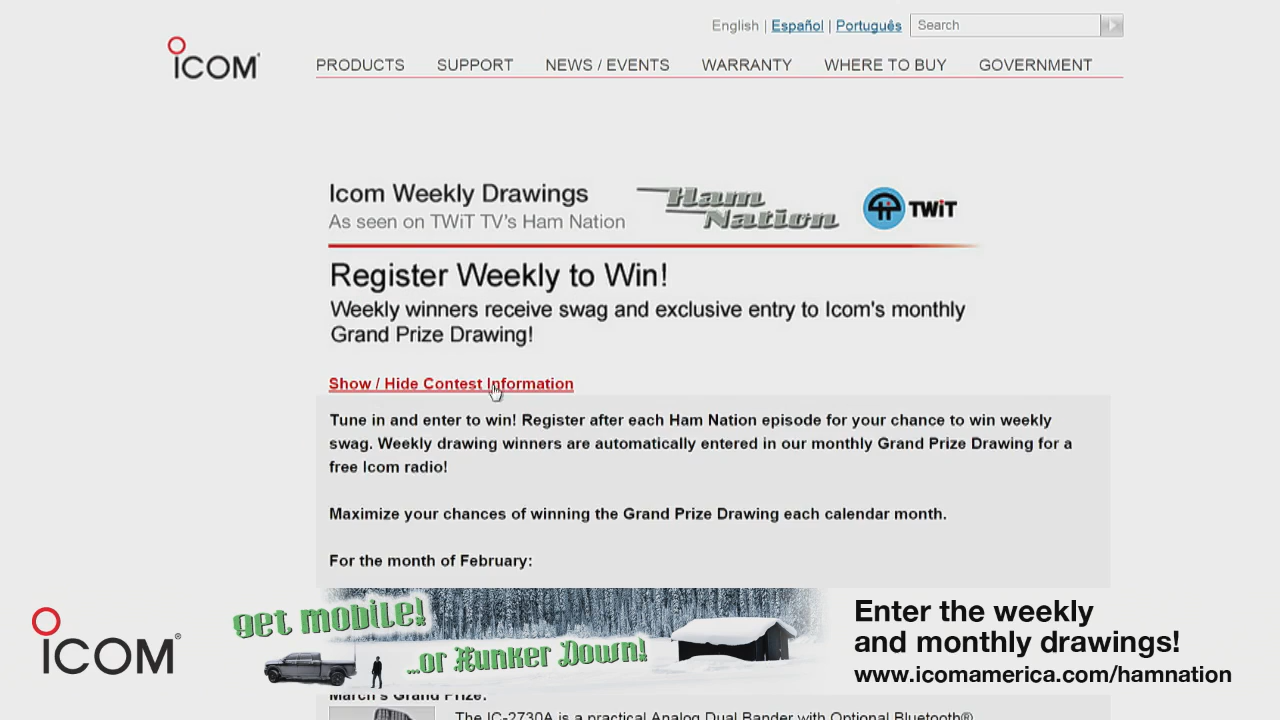 English | Español | Português Search
ICOM
PRODUCTS SUPPORT NEWS / EVENTS WARRANTY WHERE TO BUY GOVERNMENT
Icom Weekly Drawings
As seen on TWiT TV's Ham Nation
Ham
Nation
TWiT
Register Weekly to Win!
Weekly winners receive swag and exclusive entry to Icom's monthly
Grand Prize Drawing!
Show / Hide Contest Information
Tune in and enter to win! Register after each Ham Nation episode for your chance to win weekly
swag. Weekly drawing winners are automatically entered in our monthly Grand Prize Drawing for a
free Icom radio!
Maximize your chances of winning the Grand Prize Drawing each calendar month.
For the month of February:
ICOM®
get mobile!
...or Hunker Down!
Enter the weekly
and monthly drawings!
www.icomamerica.com/hamnation
March's Grand Prize:
The IC-2730A is a practical Analog Dual Bander with Optional Bluetooth®